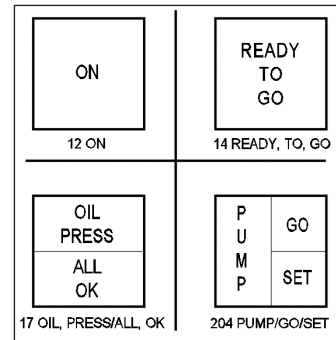 ON
12 ON
READY
TO
GO
14 READY, TO, GO
OIL
PRESS
ALL
OK
17 OIL, PRESS/ALL, OK
P
U
M
P
GO
SET
204 PUMP/GO/SET